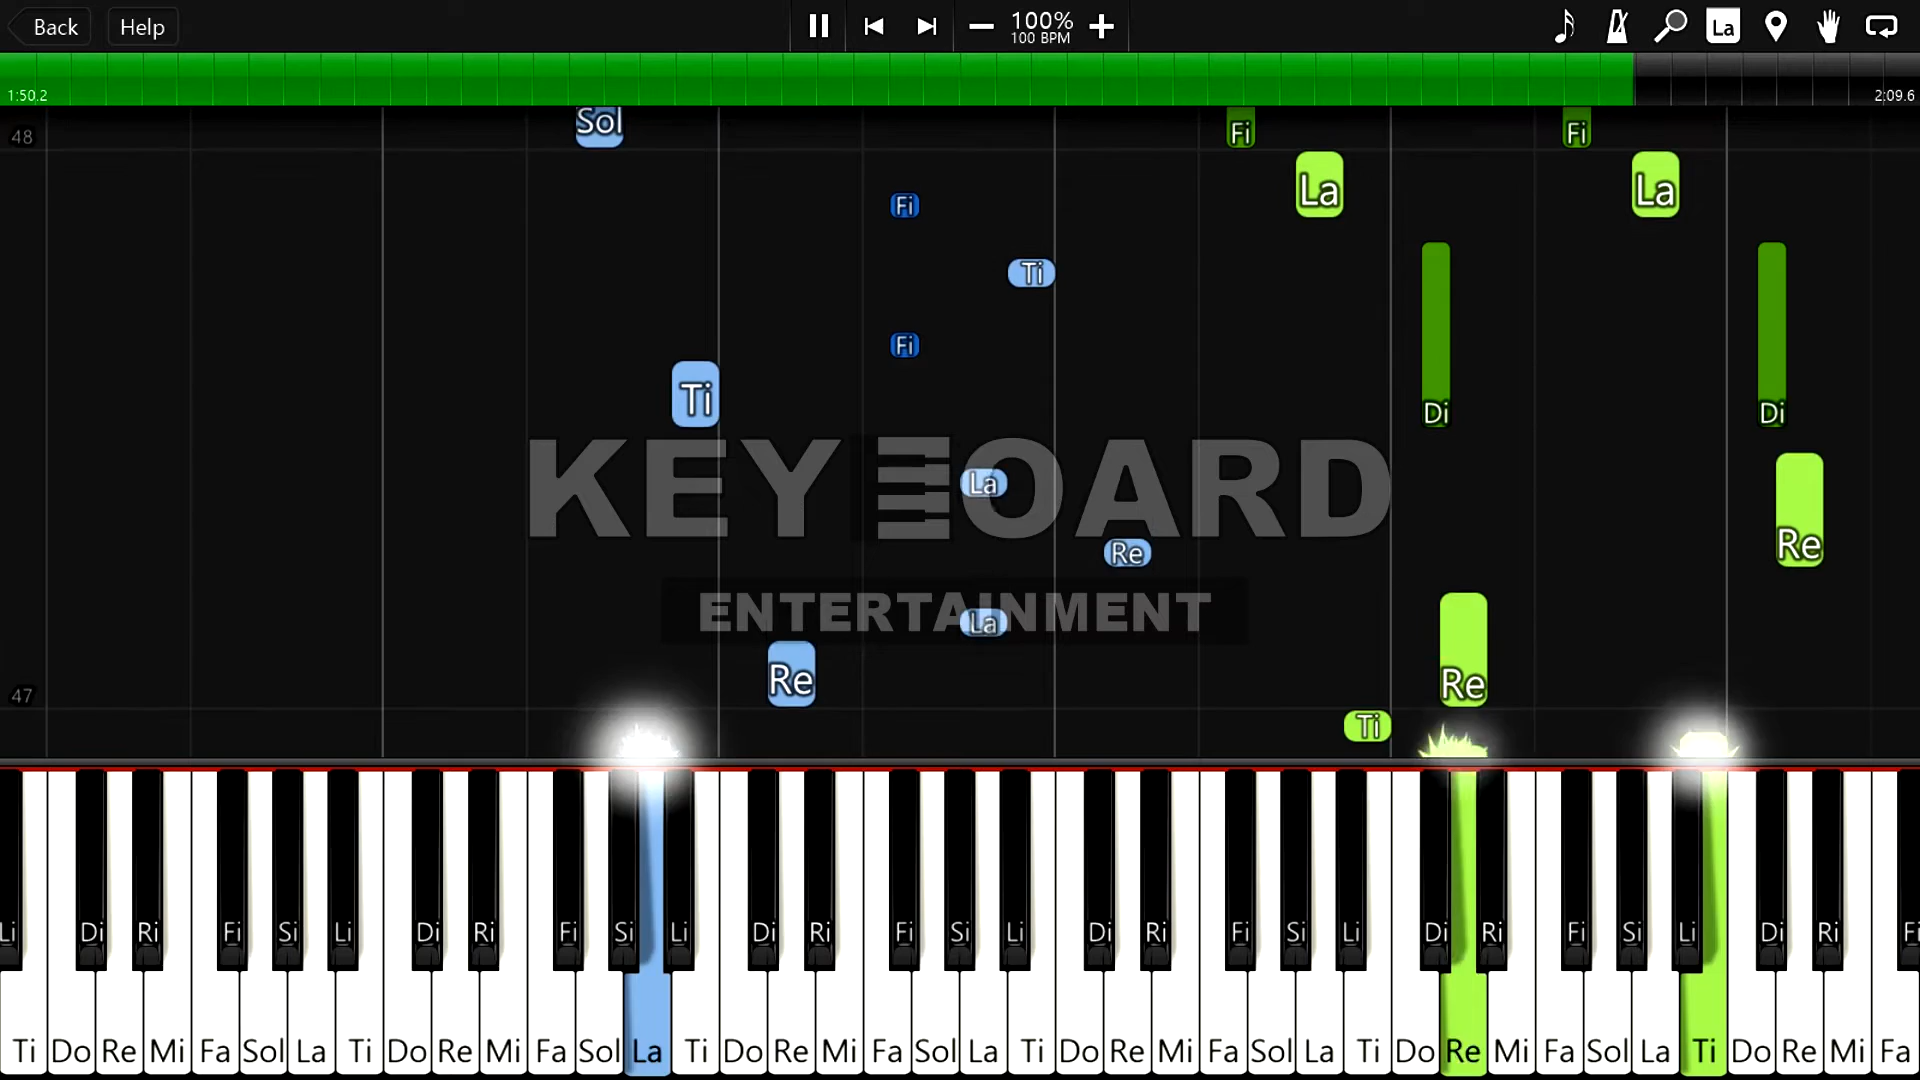 Back Help 100% La
100 BPM
1:50.2 2:09.6
48 Sol Fi Fi
La La
Fi
Ti
Fi
Ti
Di Di
KEYBOARD
La
Re Re
ENTERTAINMENT
La
Re Re
47
Ti
Li Di Ri Fi Si Li Di Ri Fi Si Li Di Ri Fi Si Li Di Ri Fi Si Li Di Ri Fi Si Li Di Ri Fi
Ti Do Re Mi Fa Sol La Ti Do Re Mi Fa Sol La Ti Do Re Mi Fa Sol La Ti Do Re Mi Fa Sol La Ti Do Re Mi Fa Sol La Ti Do Re Mi Fa